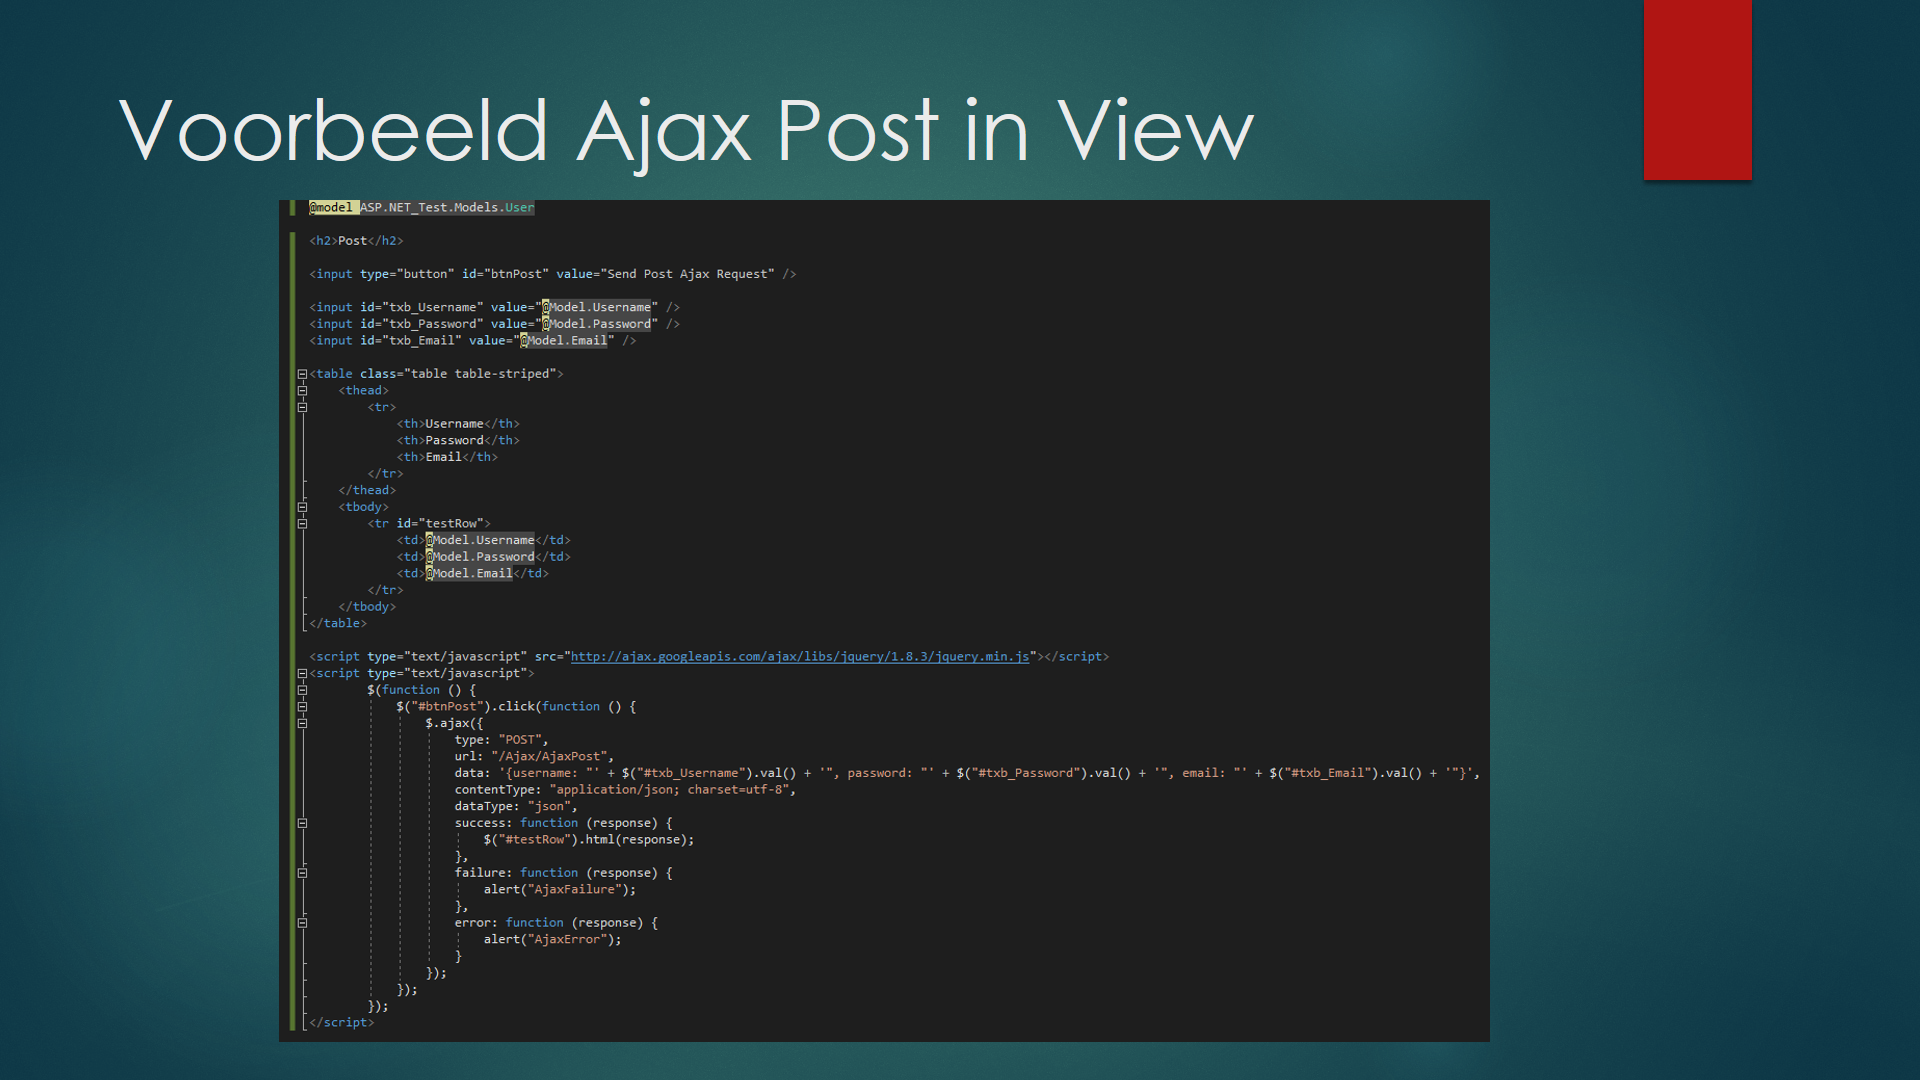 Voorbeeld Ajax Post in View
@model ASP.NET_Test.Models.User
<h2>Post</h2>
<input type="button" id="btnPost" value="Send Post Ajax Request" />
<input id="txb_Username" value="@Model.Username" />
<input id="txb_Password" value="@Model.Password" />
<input id="txb_Email" value="@Model.Email" />
<table class="table table-striped">
<thead>
<tr>
<th>Username</th>
<th>Password</th>
<th>Email</th>
</tr>
</thead>
<tbody>
<tr id="testRow">
<td>@Model.Username</td>
<td>@Model.Password</td>
<td>@Model.Email</td>
</tr>
</tbody>
</table>
<script type="text/javascript" src="http://ajax.googleapis.com/ajax/libs/jquery/1.8.3/jquery.min.js"></script>
<script type="text/javascript">
$(function () {
$("#btnPost").click(function () {
$.ajax({
type: "POST",
url: "/Ajax/AjaxPost",
data: '{username: "' + $("#txb_Username").val() + '", password: "' + $("#txb_Password").val() + '", email: "' + $("#txb_Email").val() + '"}',
contentType: "application/json; charset=utf-8",
dataType: "json",
success: function (response) {
$("#testRow").html(response);
},
failure: function (response) {
alert("AjaxFailure");
},
error: function (response) {
alert("AjaxError");
}
});
});
});
</script>